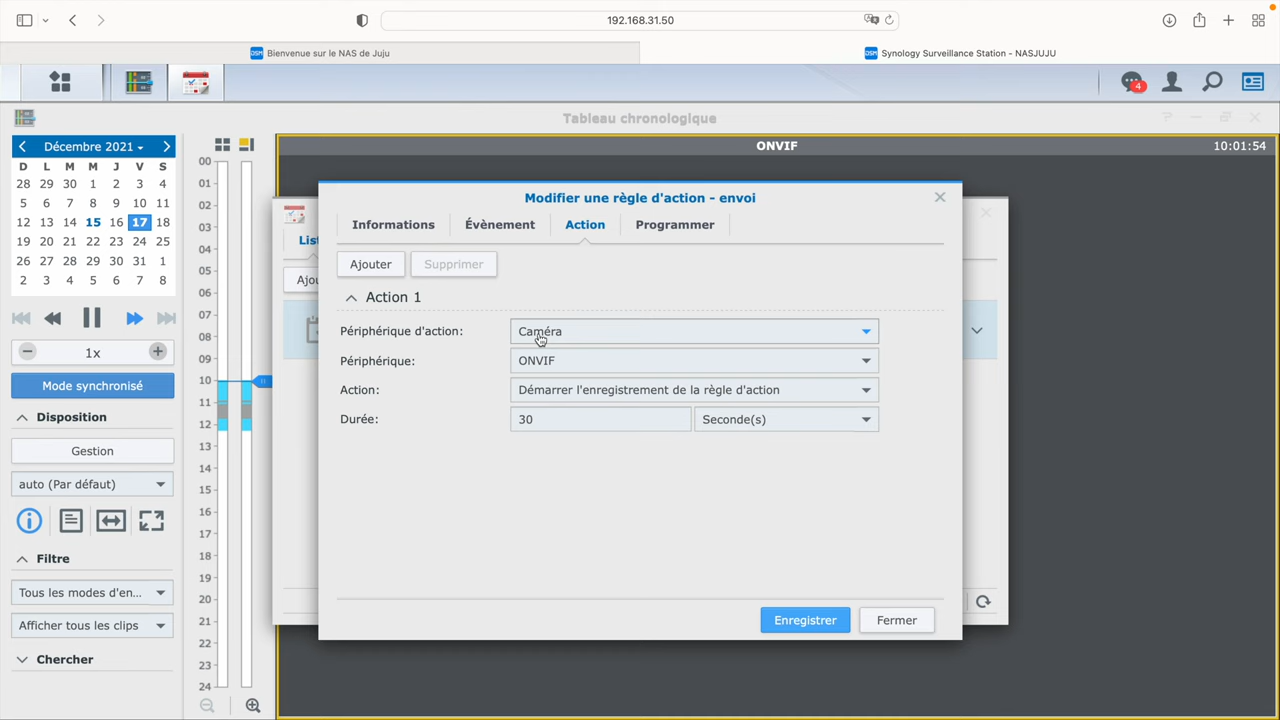 192.168.31.50
Bienvenue sur le NAS de Juju
Synology Surveillance Station - NASJUJU
4
Tableau chronologique
Décembre 2021
D L M M J V S
28 29 30 1 2 3 4
5 6 7 8 9 10 11
12 13 14 15 16 17 18
19 20 21 22 23 24 25
26 27 28 29 30 31 1
2 3 4 5 6 7 8
1x
Mode synchronisé
Disposition
Gestion
auto (Par défaut)
Filtre
Tous les modes d'en...
Afficher tous les clips
Chercher
00
01
02
03
04
05
06
07
08
09
10
11
12
13
14
15
16
17
18
19
20
21
22
23
24
ONVIF
10:01:54
Modifier une règle d'action - envoi
Informations
Évènement
Action
Programmer
Ajouter
Supprimer
Action 1
Périphérique d'action:
Caméra
Périphérique:
ONVIF
Action:
Démarrer l'enregistrement de la règle d'action
Durée:
30
Seconde(s)
Enregistrer
Fermer